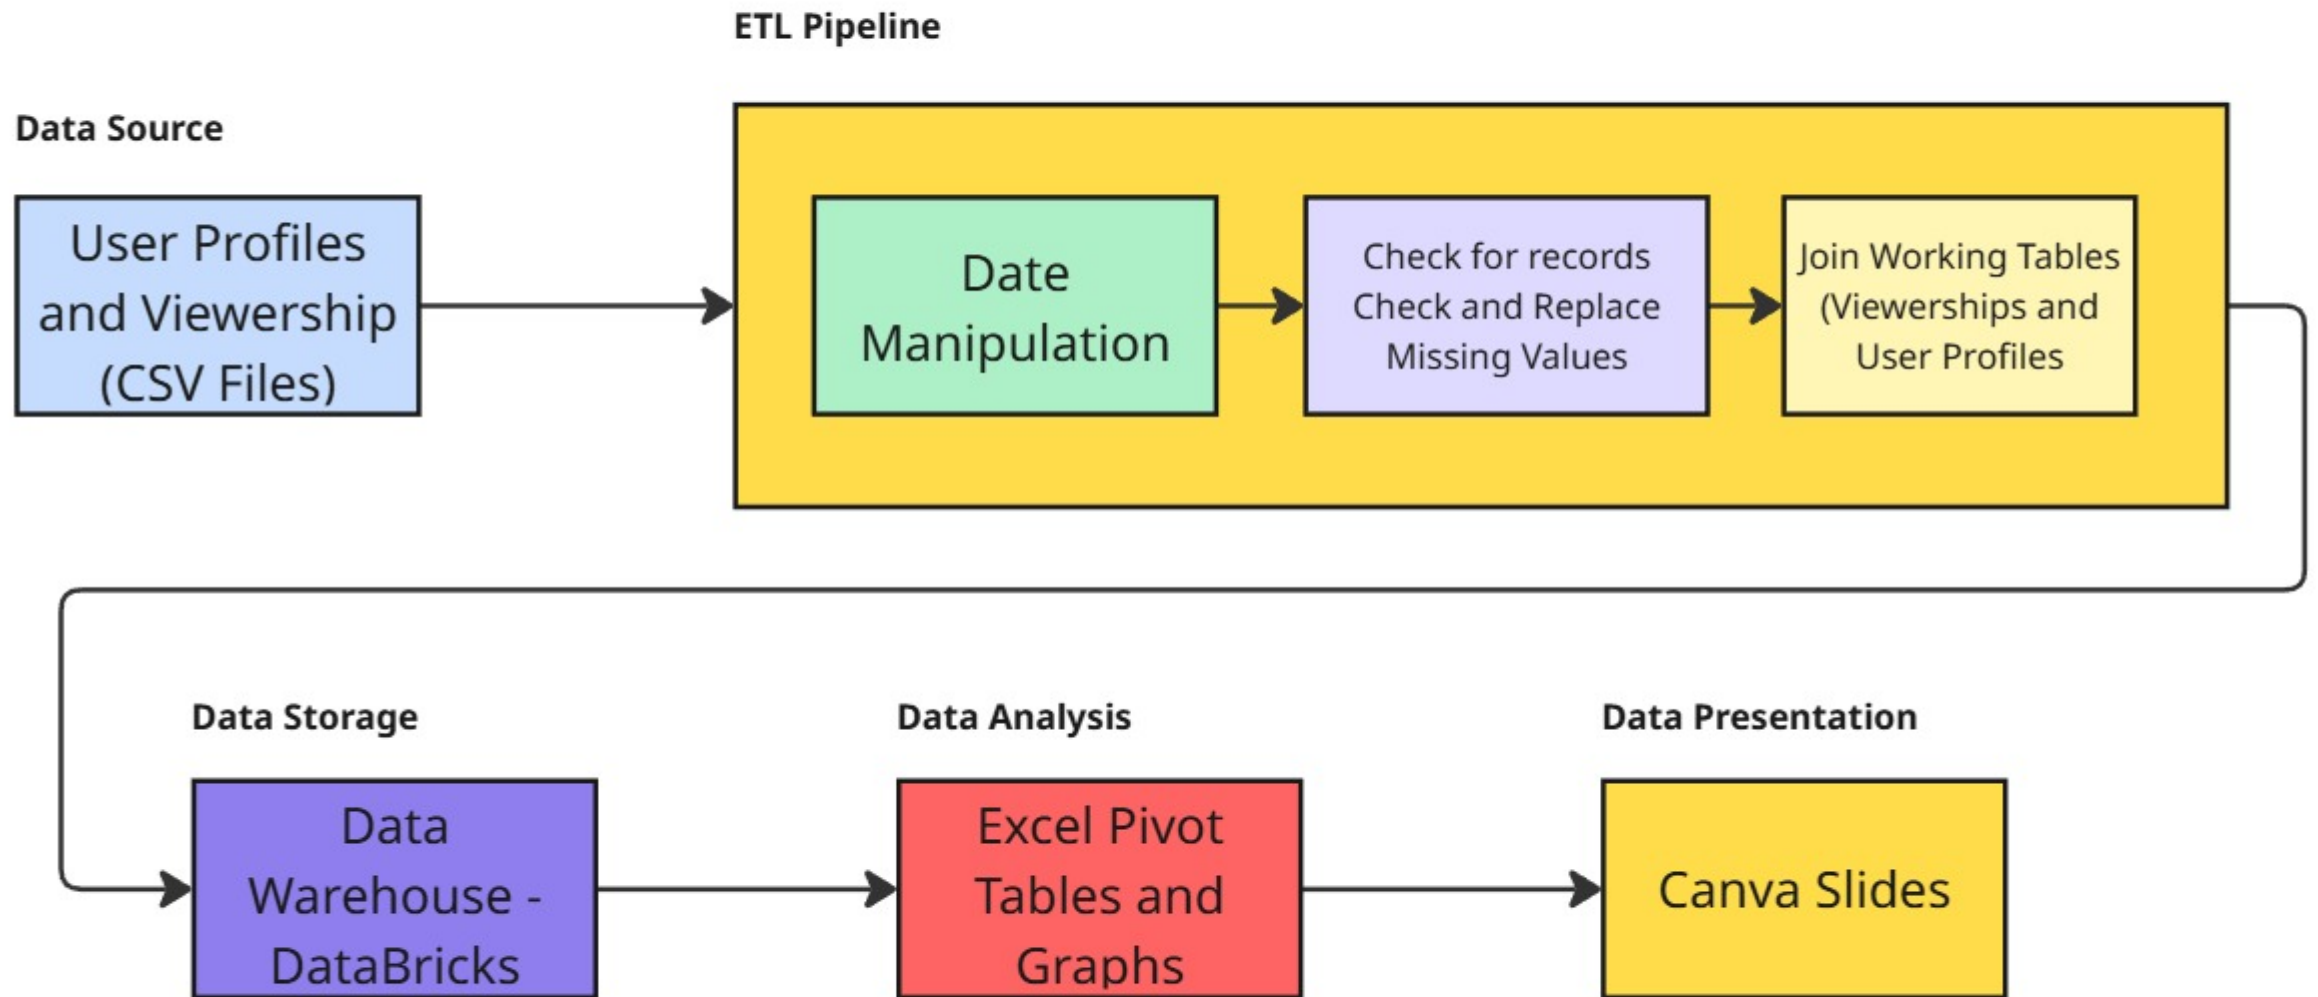 ETL Pipeline
Data Source
User Profiles
and Viewership
(CSV Files)
Date
Manipulation
Check for records
Check and Replace
Missing Values
Join Working Tables
(Viewerships and
User Profiles
Data Storage
Data
Warehouse -
DataBricks
Data Analysis
Excel Pivot
Tables and
Graphs
Data Presentation
Canva Slides